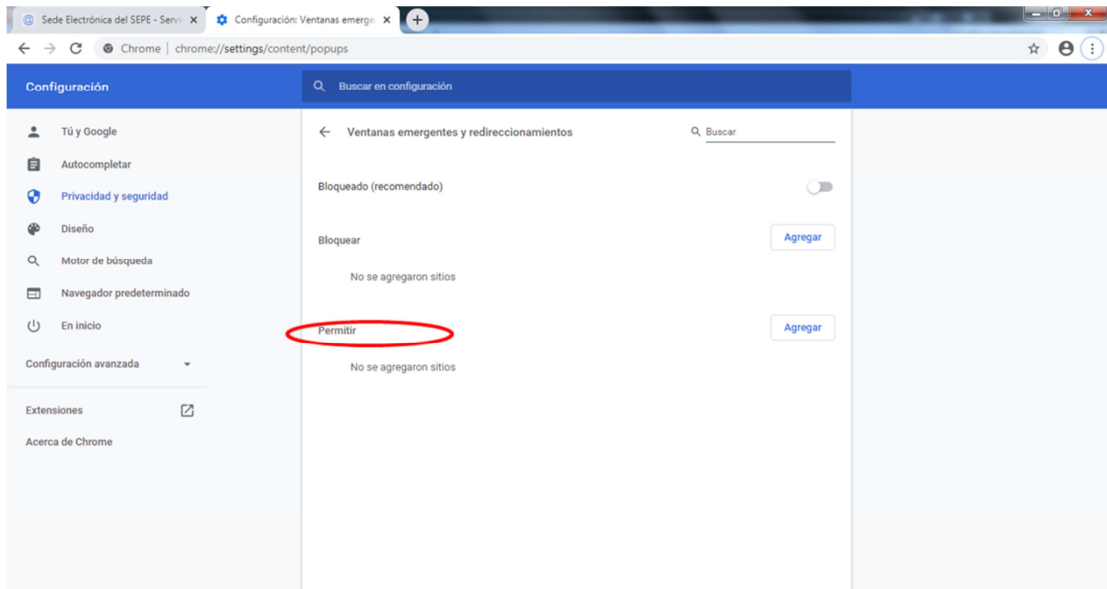 Sede Electrónica del SEPE - Servi
Configuración: Ventanas emerge
Chrome | chrome://settings/content/popups
Configuración
Buscar en configuración
Tú y Google
Autocompletar
Privacidad y seguridad
Diseño
Motor de búsqueda
Navegador predeterminado
En inicio
Configuración avanzada
Extensiones
Acerca de Chrome
Ventanas emergentes y redireccionamientos
Buscar
Bloqueado (recomendado)
Bloquear
Agregar
No se agregaron sitios
Permitir
Agregar
No se agregaron sitios